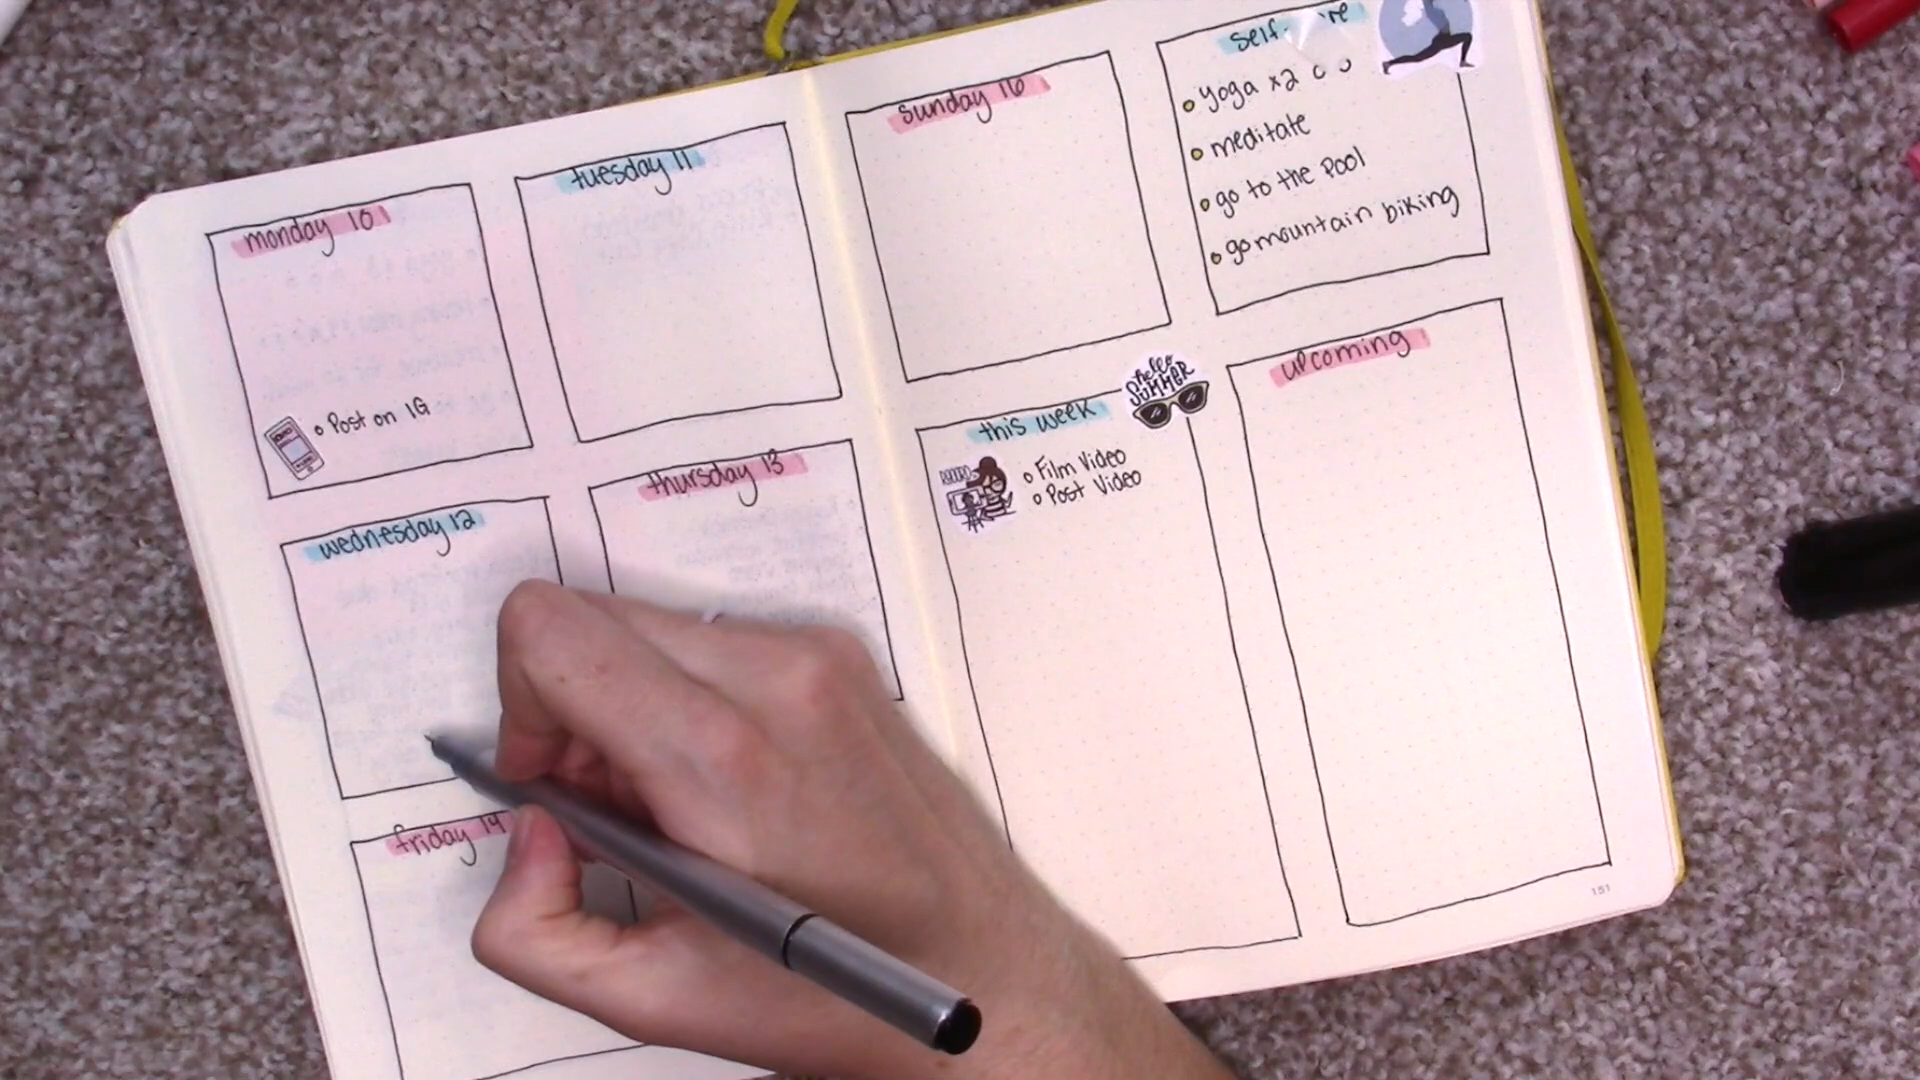 monday 10
Post on IG
tuesday 11
wednesday 12
thursday 13
friday 14
sunday 16
self
yoga x2
meditate
go to the pool
go mountain biking
this week
hello
SUMMER
RECORD
Film Video
Post Video
upcoming
151